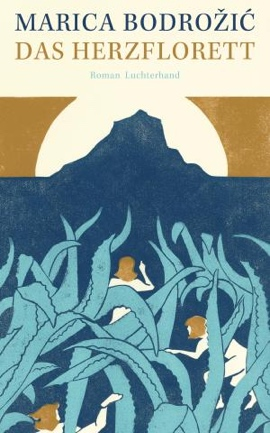 MARICA BODROŽIĆ
DAS HERZFLORETT
Roman Luchterhand